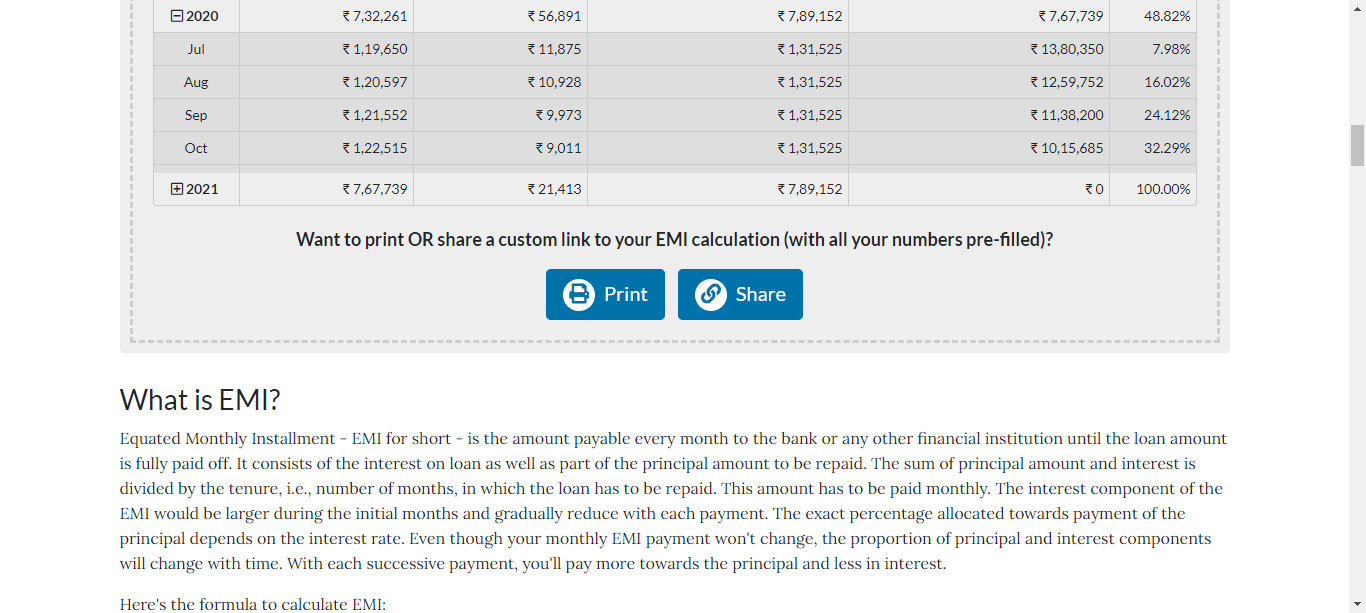 2020 ₹ 7,32,261 ₹ 56,891 ₹ 7,89,152 ₹ 7,67,739 48.82%
Jul ₹ 1,19,650 ₹ 11,875 ₹ 1,31,525 ₹ 13,80,350 7.98%
Aug ₹ 1,20,597 ₹ 10,928 ₹ 1,31,525 ₹ 12,59,752 16.02%
Sep ₹ 1,21,552 ₹ 9,973 ₹ 1,31,525 ₹ 11,38,200 24.12%
Oct ₹ 1,22,515 ₹ 9,011 ₹ 1,31,525 ₹ 10,15,685 32.29%
2021 ₹ 7,67,739 ₹ 21,413 ₹ 7,89,152 ₹ 0 100.00%
Want to print OR share a custom link to your EMI calculation (with all your numbers pre-filled)?
Print Share
What is EMI?
Equated Monthly Installment - EMI for short - is the amount payable every month to the bank or any other financial institution until the loan amount
is fully paid off. It consists of the interest on loan as well as part of the principal amount to be repaid. The sum of principal amount and interest is
divided by the tenure, i.e., number of months, in which the loan has to be repaid. This amount has to be paid monthly. The interest component of the
EMI would be larger during the initial months and gradually reduce with each payment. The exact percentage allocated towards payment of the
principal depends on the interest rate. Even though your monthly EMI payment won't change, the proportion of principal and interest components
will change with time. With each successive payment, you'll pay more towards the principal and less in interest.
Here's the formula to calculate EMI: